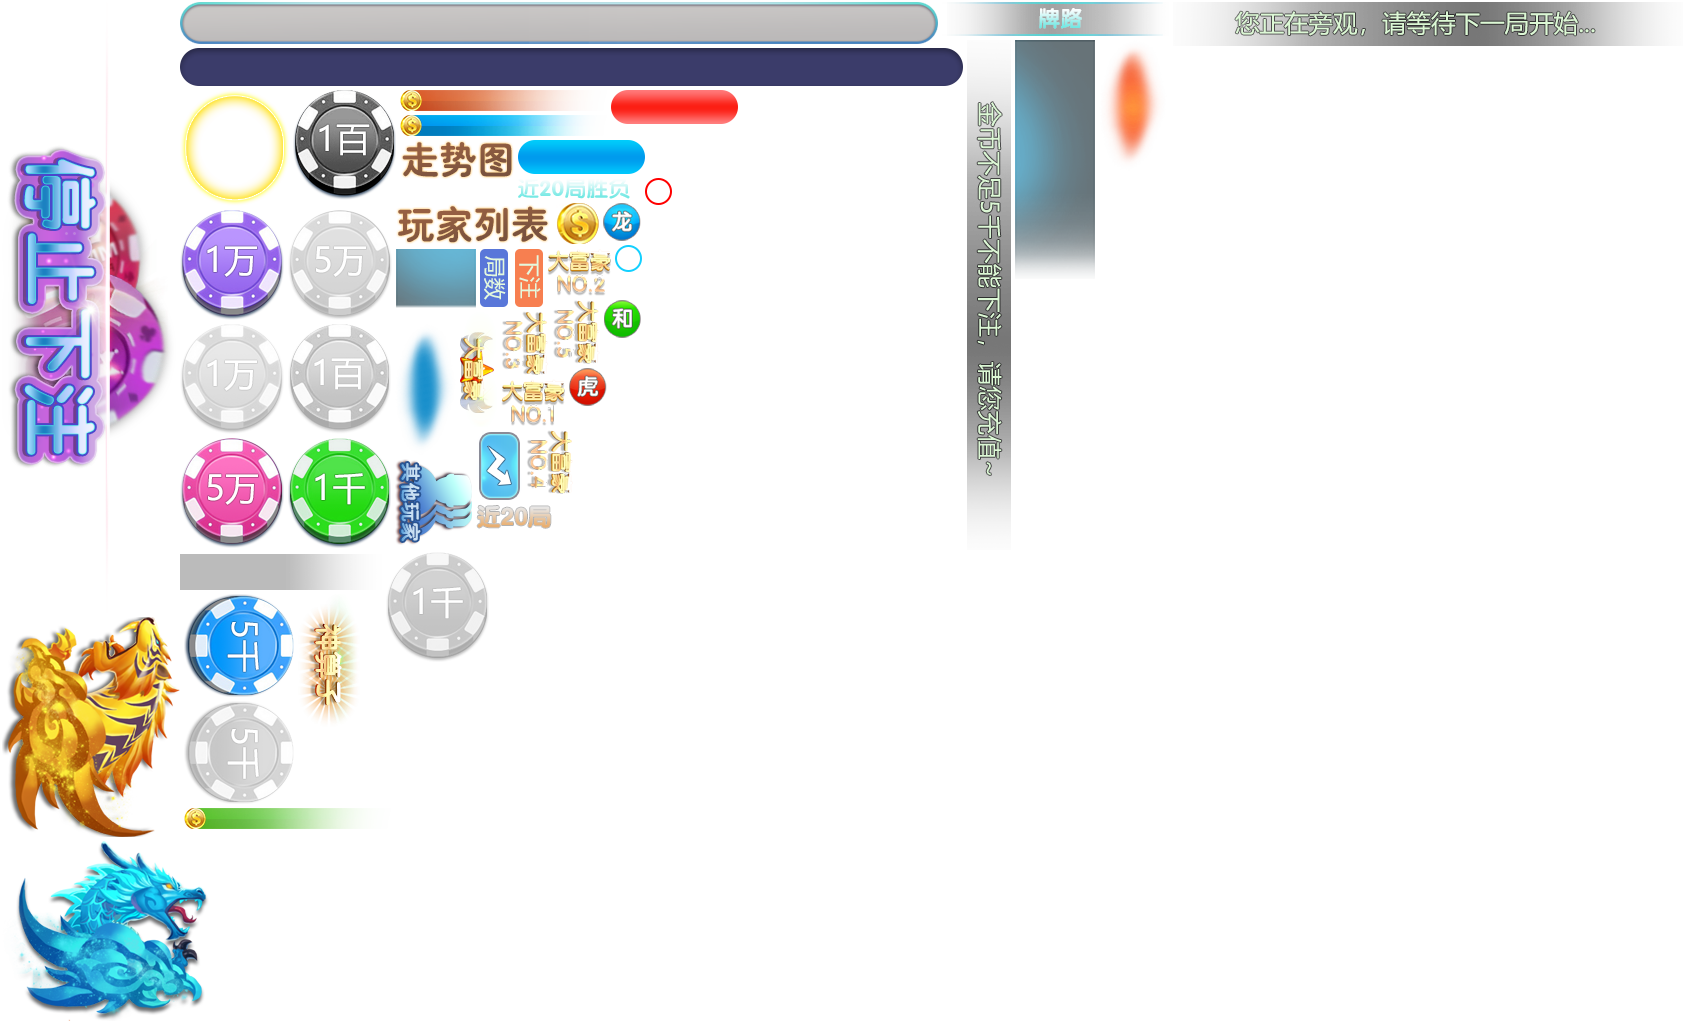 牌路
您正在旁观，请等待下一局开始...
1百
走势图
近20局胜负
玩家列表
龙
1万
5万
局数
下注
大富豪
NO.2
金币不足5千不能下注，请您充值~
停止下注
和
大富豪
NO.5
大富豪
NO.3
大富豪
1万
1百
虎
大富豪
NO.1
5万
1千
其他玩家
大富豪
NO.4
近20局
1千
5千
神算子
5千